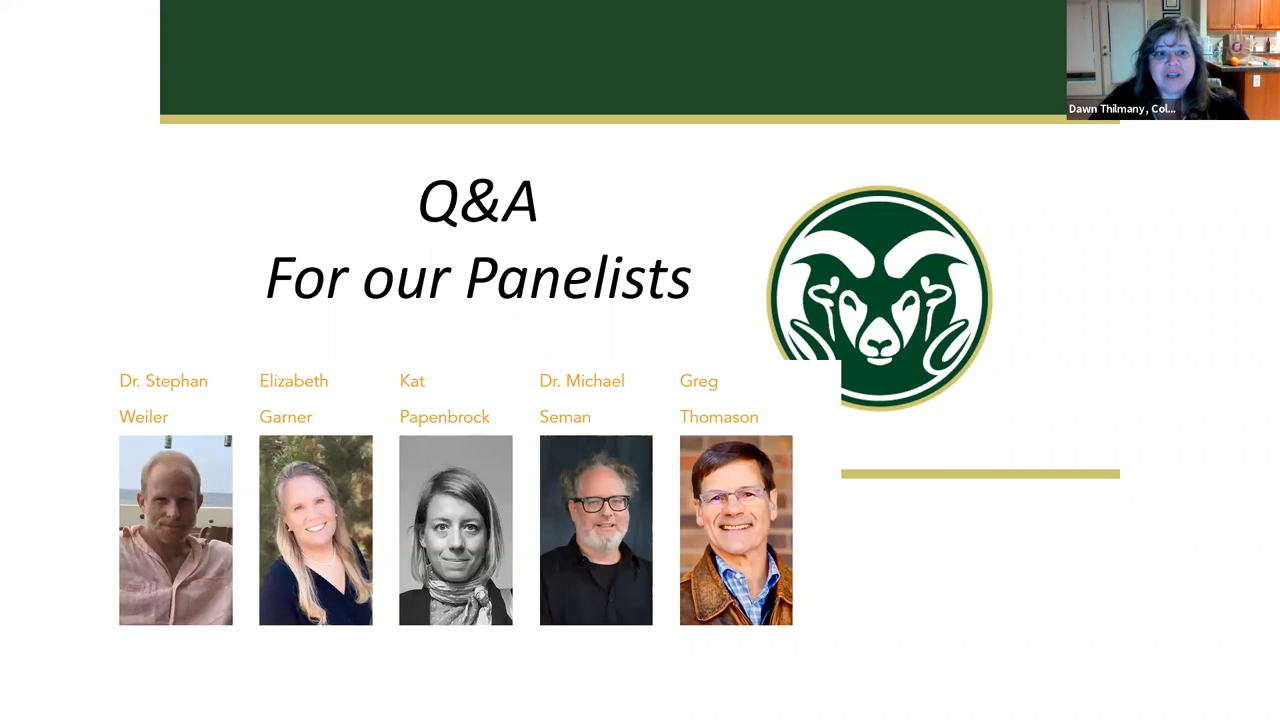 Dawn Thilmany, Col...
Q&A
For our Panelists
Dr. Stephan
Weiler
Elizabeth
Garner
Kat
Papenbrock
Dr. Michael
Seman
Greg
Thomason